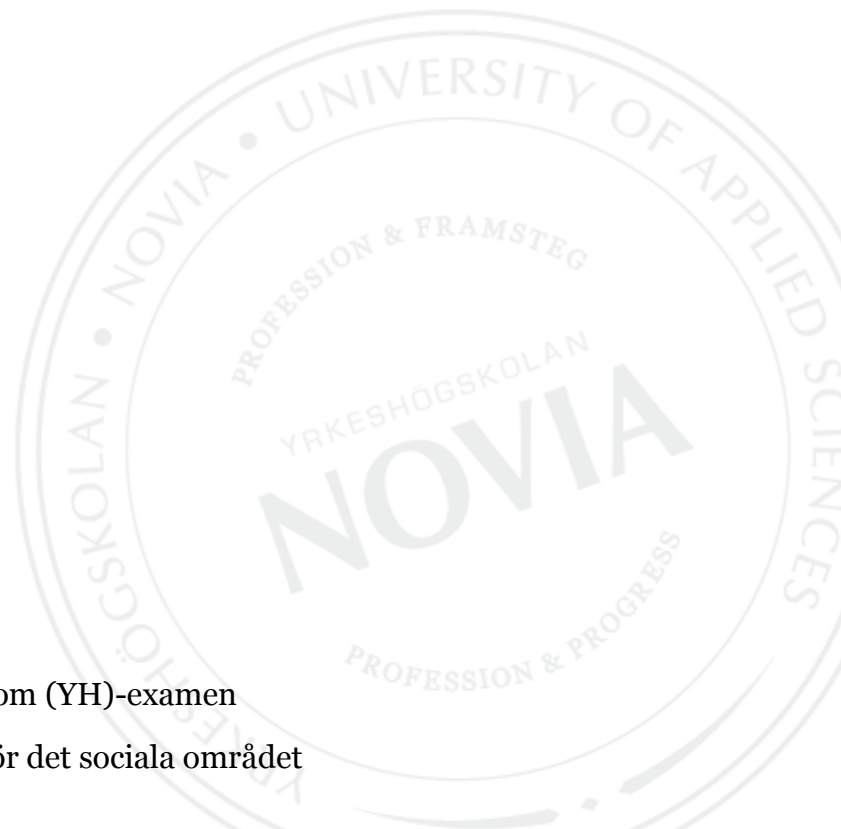 YRKESHÖGSKOLAN • NOVIA • UNIVERSITY OF APPLIED SCIENCES
PROFESSION & FRAMSTEG
YRKESHÖGSKOLAN
NOVIA
PROFESSION & PROGRESS
om (YH)-examen
ör det sociala området